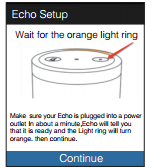 Echo Setup
Wait for the orange light ring
Make sure your Echo is plugged into a power
outlet In about a minute,Echo will tell you
that it is ready and the Light ring will turn
orange. then continue.
Continue